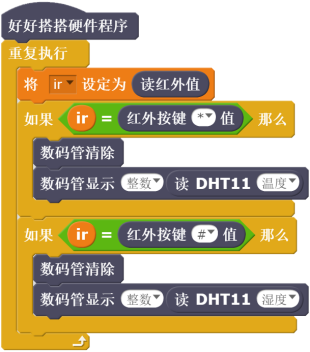 好好搭搭硬件程序
重复执行
将 ir 设定为 读红外值
如果 ir = 红外按键 * 值 那么
数码管清除
数码管显示 整数 读 DHT11 温度
如果 ir = 红外按键 # 值 那么
数码管清除
数码管显示 整数 读 DHT11 湿度